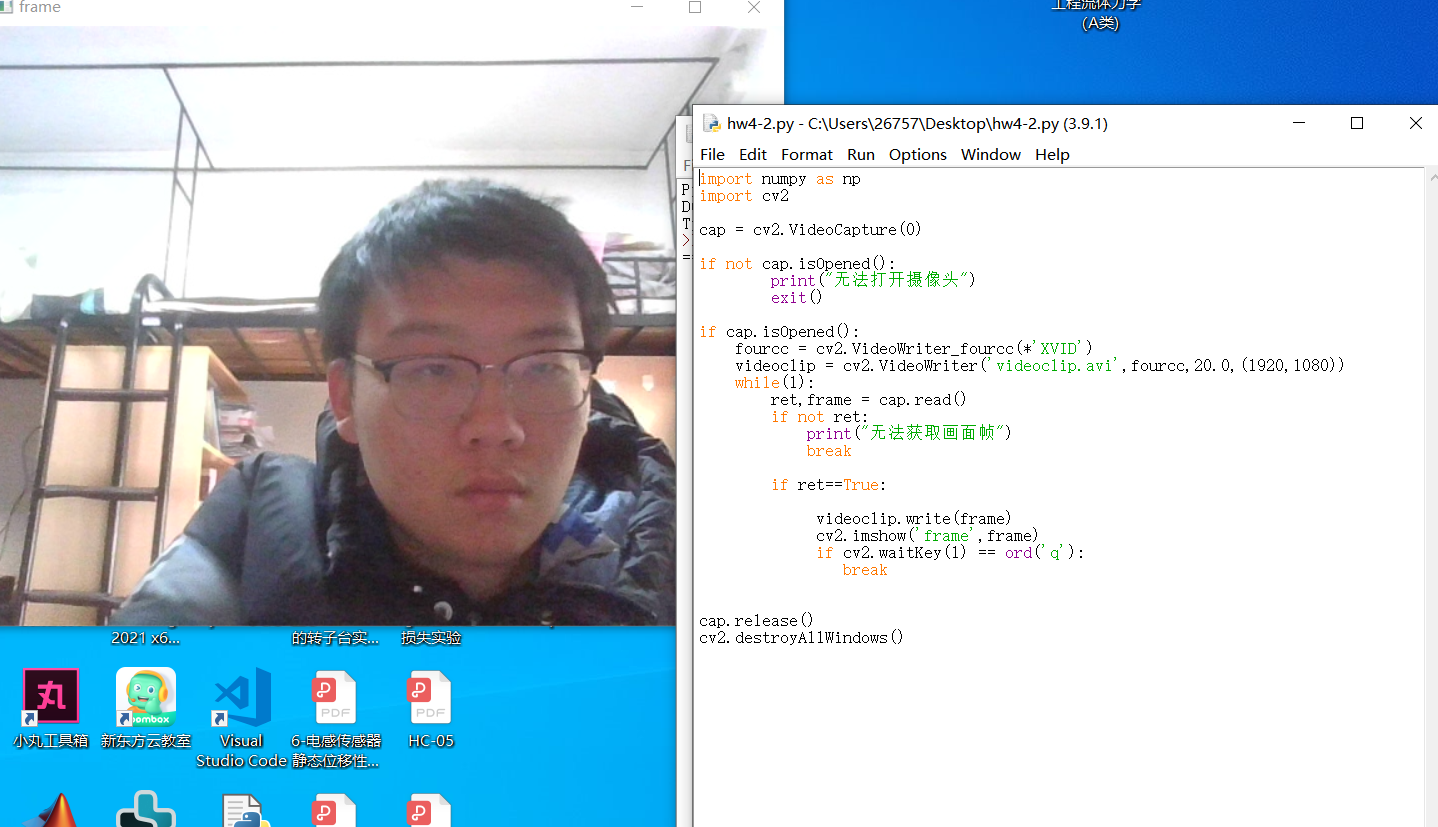 frame
工程流体力学
(A类)
hw4-2.py - C:\Users\26757\Desktop\hw4-2.py (3.9.1)
File Edit Format Run Options Window Help
import numpy as np
import cv2
cap = cv2.VideoCapture(0)
if not cap.isOpened():
print("无法打开摄像头")
exit()
if cap.isOpened():
fourcc = cv2.VideoWriter_fourcc(*'XVID')
videoclip = cv2.VideoWriter('videoclip.avi',fourcc,20.0,(1920,1080))
while(1):
ret,frame = cap.read()
if not ret:
print("无法获取画面帧")
break
if ret==True:
videoclip.write(frame)
cv2.imshow('frame',frame)
if cv2.waitKey(1) == ord('q'):
break
cap.release()
cv2.destroyAllWindows()
F
P
D
T
>
==
2021 x6...
的转子台实...
损失实验
丸
小丸工具箱
oombox
新东方云教室
Visual
Studio Code
PDF
6-电感传感器
静态位移性...
PDF
HC-05